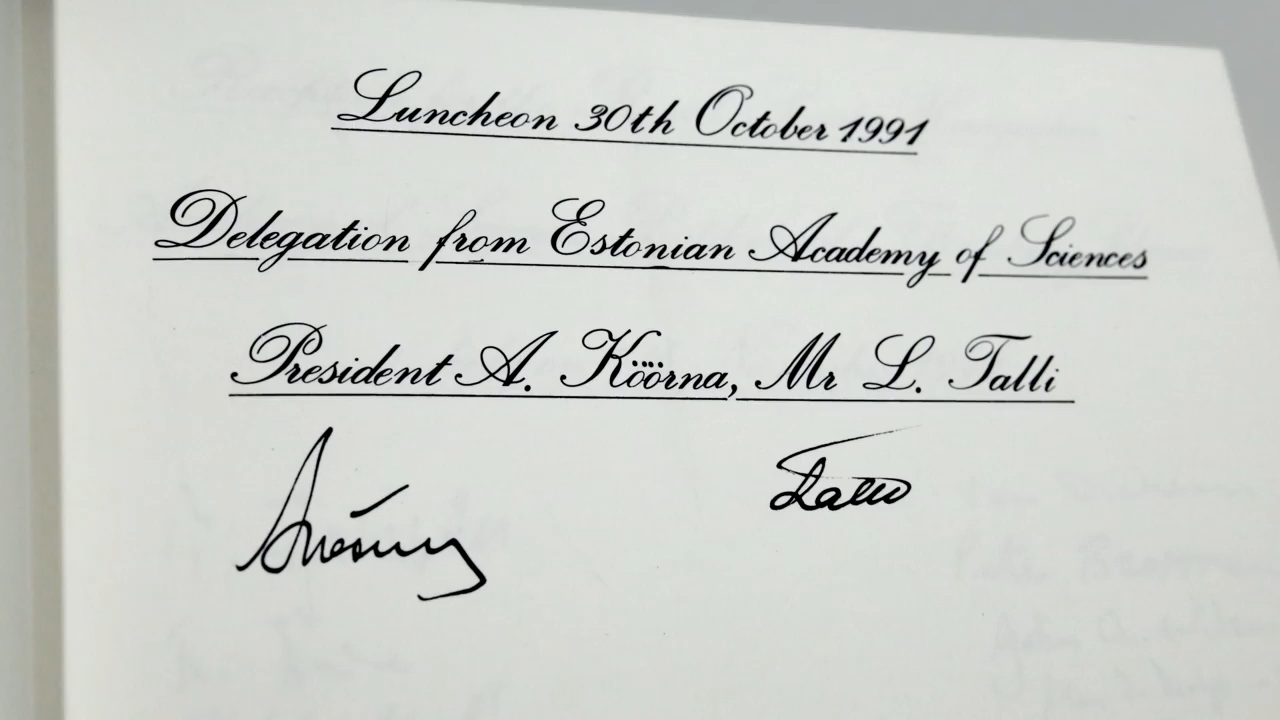 Luncheon 30th October 1991
Delegation from Estonian Academy of Sciences
President A. Köörna, Mr L. Talli